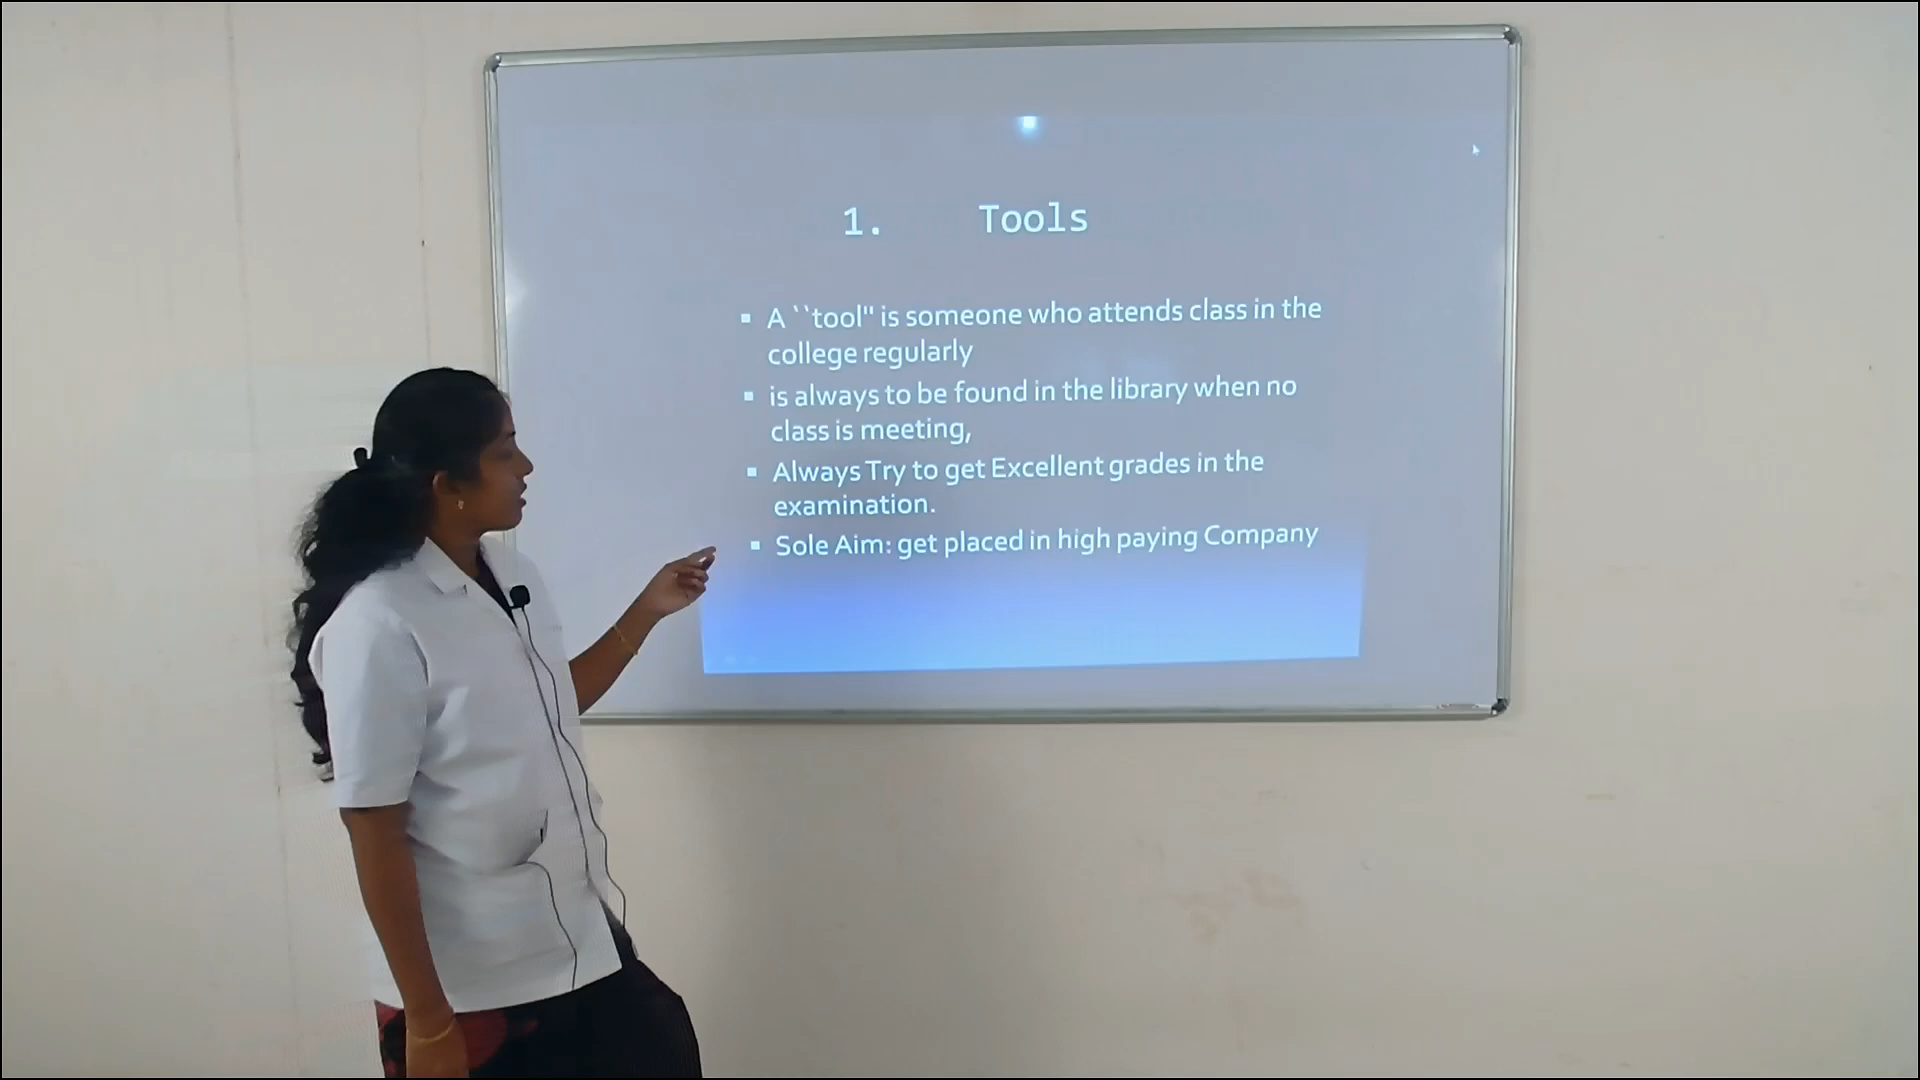 1. Tools
▪ A ``tool" is someone who attends class in the
college regularly
▪ is always to be found in the library when no
class is meeting,
▪ Always Try to get Excellent grades in the
examination.
▪ Sole Aim: get placed in high paying Company